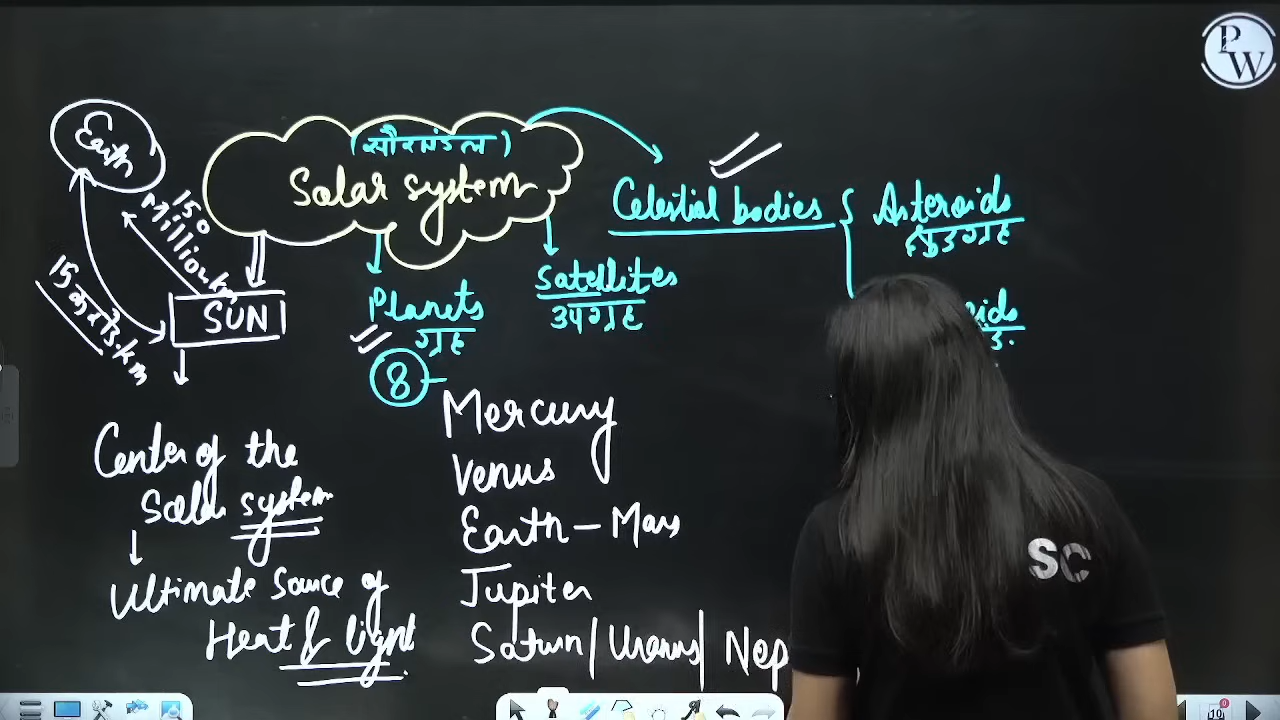 PW
Earth
(सौरमंडल)
Solar system
150
Million km
15 करोड़ km
SUN
Celestial bodies
Asteroids
Planets
ग्रह
Satellites
उपग्रह
8
Center of the
Solar system
Ultimate Source of
Heat & light
Mercury
Venus
Earth - Mars
Jupiter
Saturn / Uranus / Nep
SC